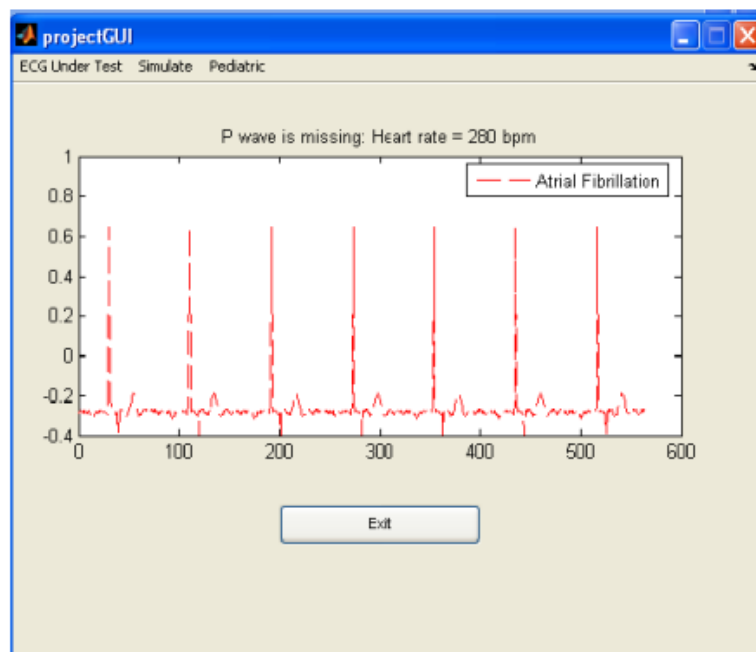 projectGUI
ECG Under Test Simulate Pediatric
P wave is missing: Heart rate = 280 bpm
Atrial Fibrillation
1
0.8
0.6
0.4
0.2
0
-0.2
-0.4
0 100 200 300 400 500 600
Exit